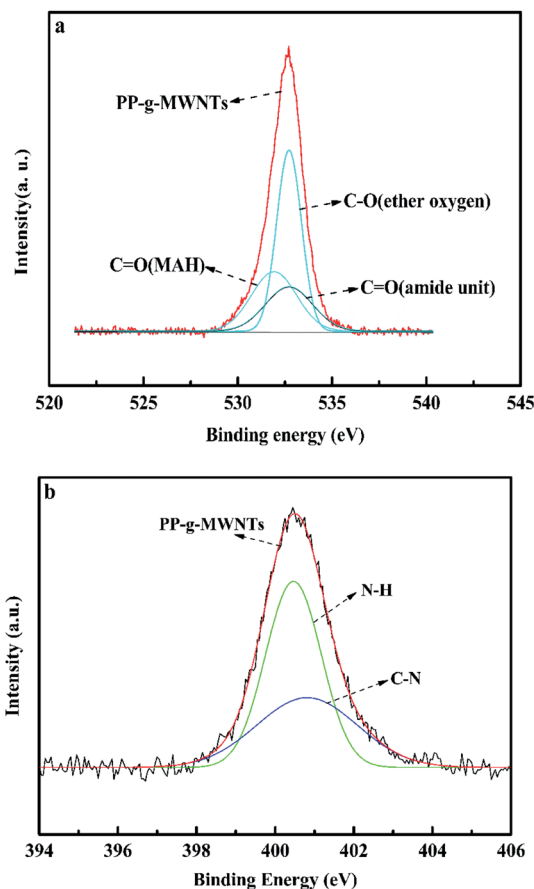 a
PP-g-MWNTs
C-O(ether oxygen)
C=O(MAH)
C=O(amide unit)
Intensity(a. u.)
520 525 530 535 540 545
Binding energy (eV)
b
PP-g-MWNTs
N-H
C-N
Intensity (a.u.)
394 396 398 400 402 404 406
Binding Energy (eV)